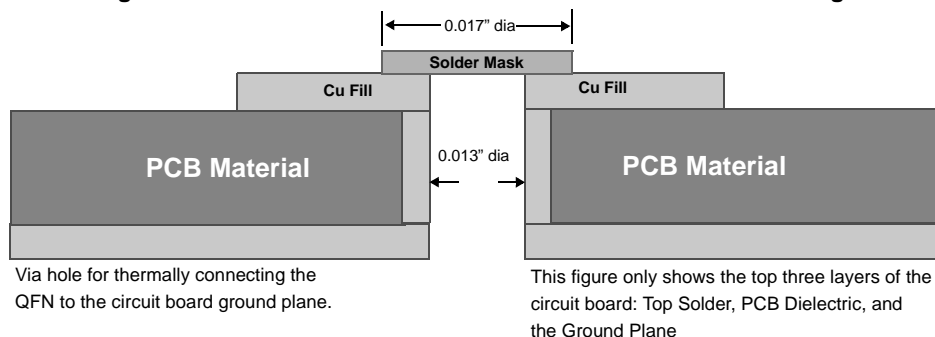 0.017” dia
Solder Mask
Cu Fill
Cu Fill
PCB Material
0.013” dia
PCB Material
Via hole for thermally connecting the
QFN to the circuit board ground plane.
This figure only shows the top three layers of the
circuit board: Top Solder, PCB Dielectric, and
the Ground Plane